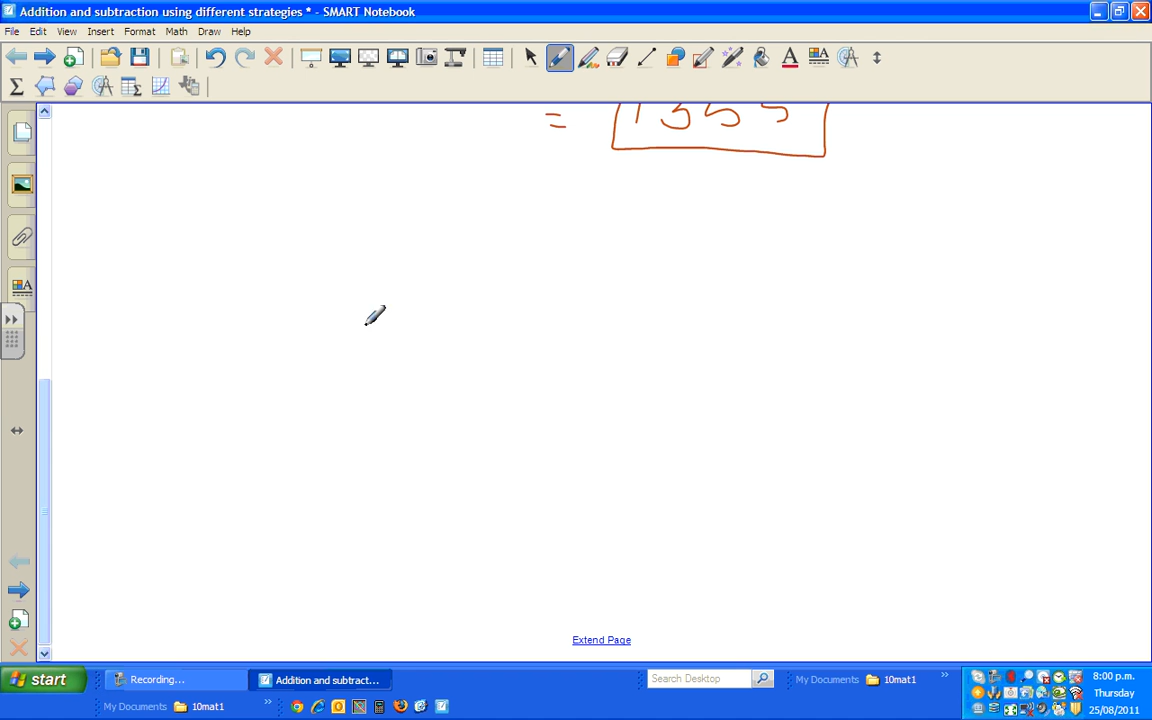 Addition and subtraction using different strategies * - SMART Notebook
File Edit View Insert Format Math Draw Help
=
Extend Page
start Recording... Addition and subtract... Search Desktop My Documents » 10mat1 » 8:00 p.m.
Thursday
My Documents 10mat1 » 25/08/2011